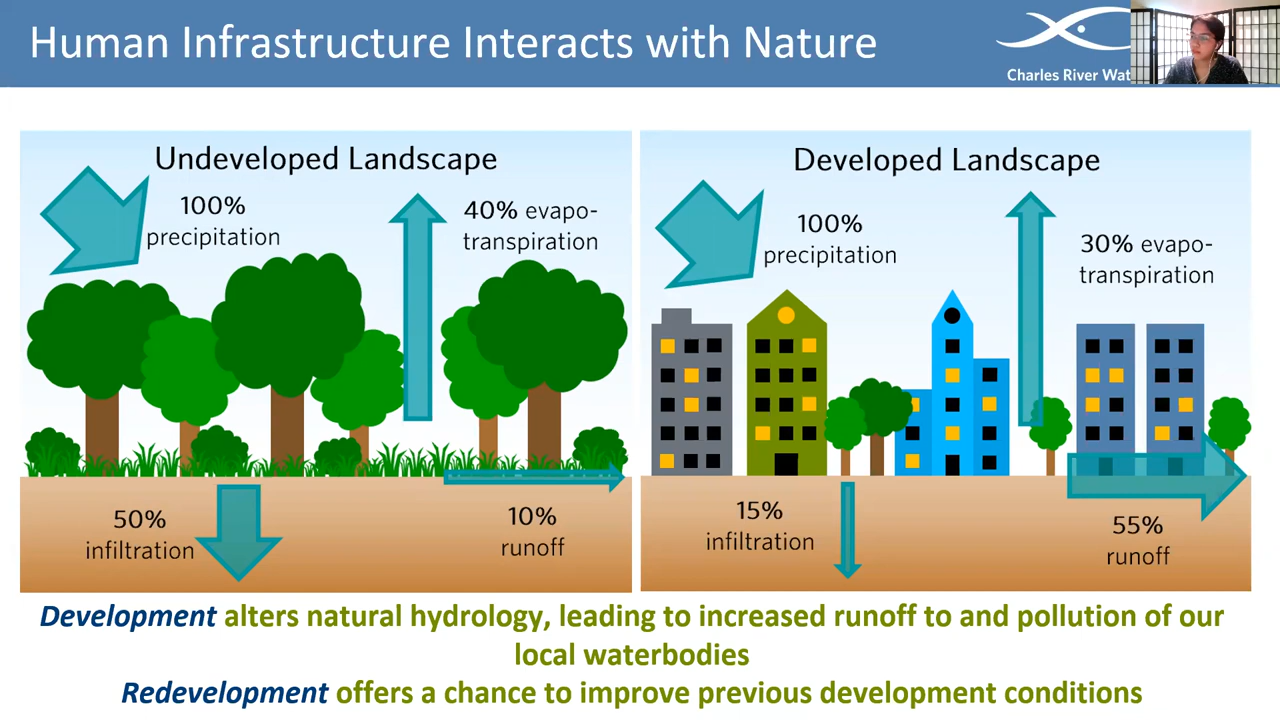 Human Infrastructure Interacts with Nature
Charles River Wat
Undeveloped Landscape
100%
precipitation
40% evapo-
transpiration
50%
infiltration
10%
runoff
Developed Landscape
100%
precipitation
30% evapo-
transpiration
15%
infiltration
55%
runoff
Development alters natural hydrology, leading to increased runoff to and pollution of our
local waterbodies
Redevelopment offers a chance to improve previous development conditions